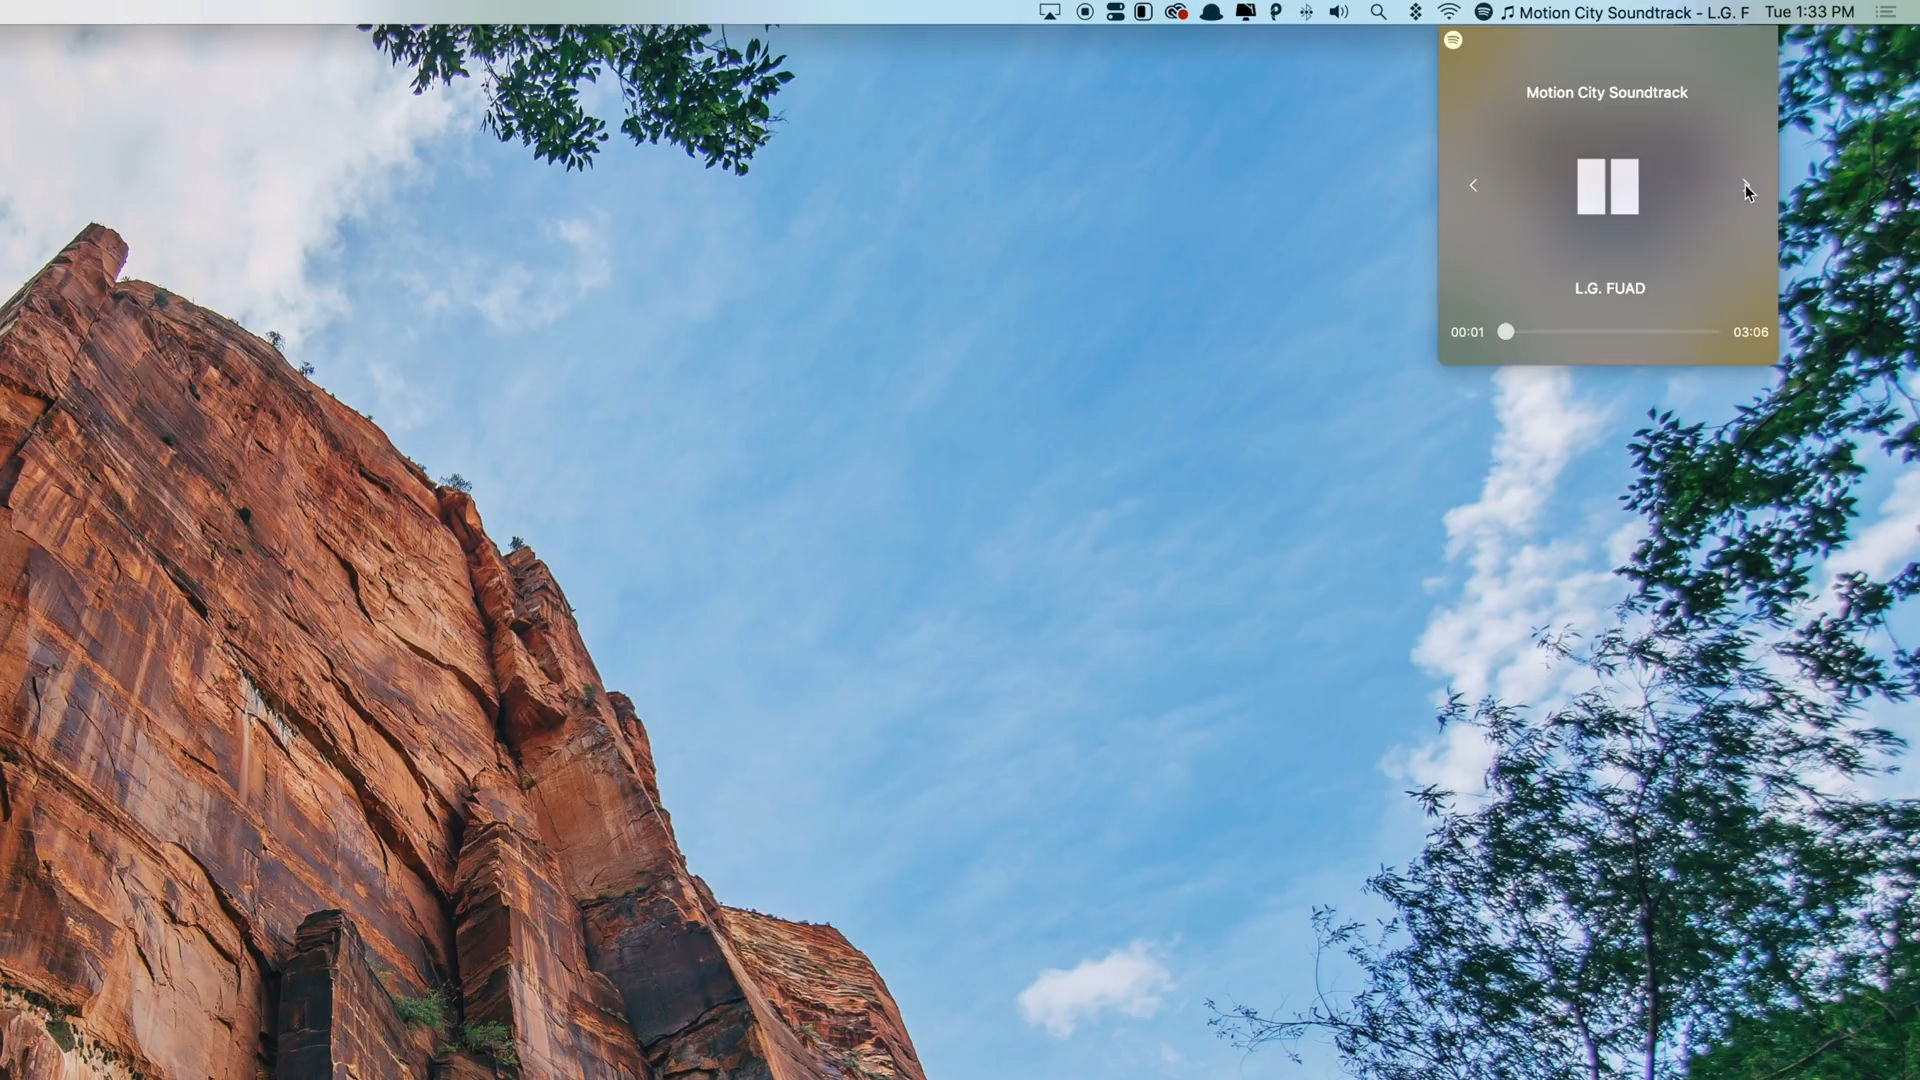 Motion City Soundtrack - L.G. F
Tue 1:33 PM
Motion City Soundtrack
L.G. FUAD
00:01
03:06